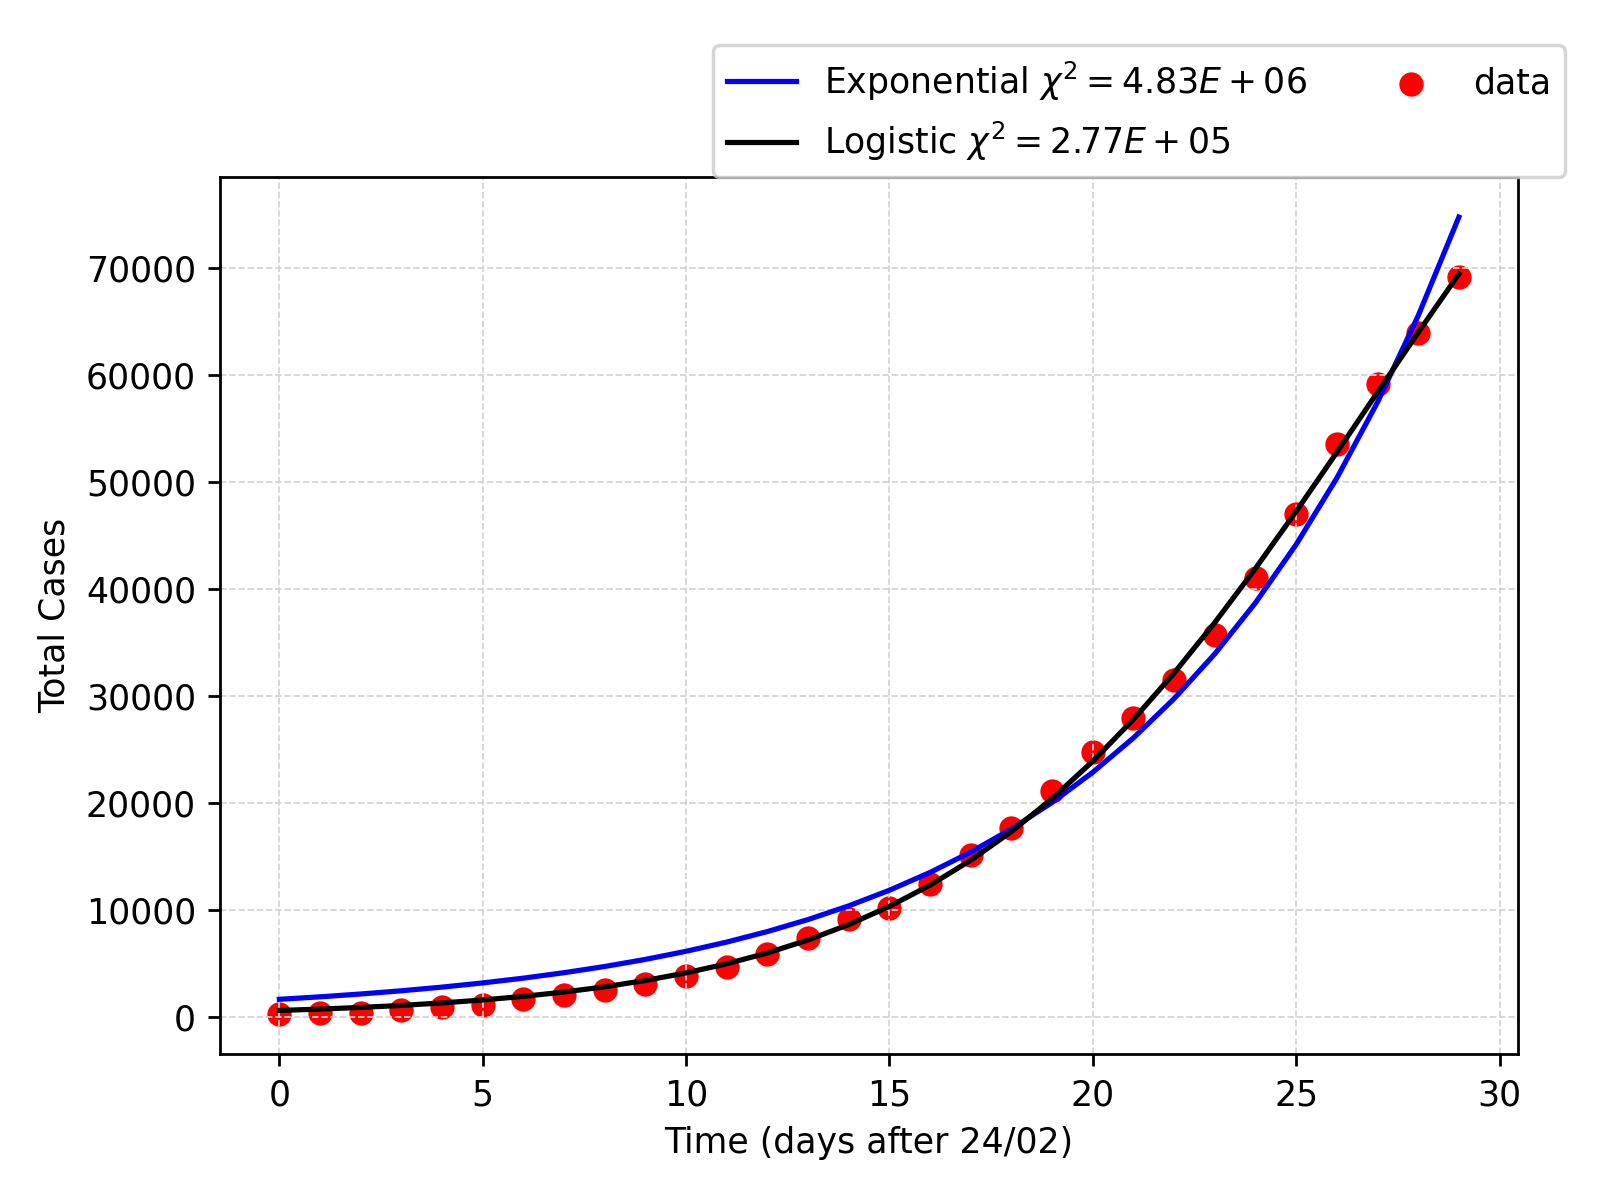 Exponential χ² = 4.83E + 06
Logistic χ² = 2.77E + 05
data
70000
60000
50000
40000
30000
20000
10000
0
Total Cases
0 5 10 15 20 25 30
Time (days after 24/02)